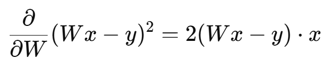 ∂/∂W (Wx − y)² = 2(Wx − y) · x